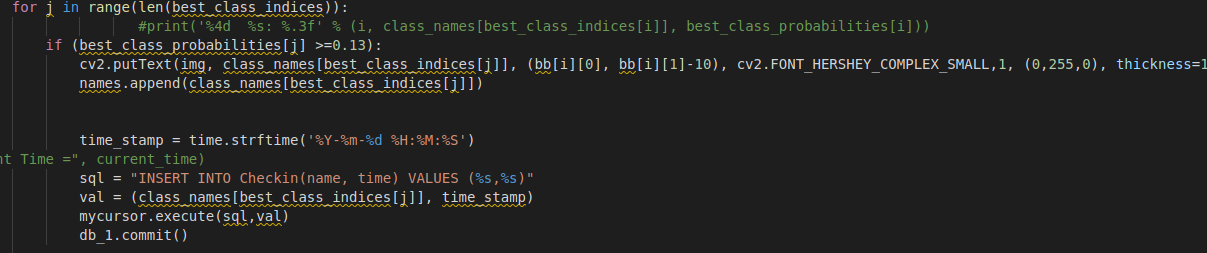 for j in range(len(best_class_indices)):
#print('%4d  %s: %.3f' % (i, class_names[best_class_indices[i]], best_class_probabilities[i]))
if (best_class_probabilities[j] >=0.13):
cv2.putText(img, class_names[best_class_indices[j]], (bb[i][0], bb[i][1]-10), cv2.FONT_HERSHEY_COMPLEX_SMALL,1, (0,255,0), thickness=1
names.append(class_names[best_class_indices[j]])
time_stamp = time.strftime('%Y-%m-%d %H:%M:%S')
nt Time =", current_time)
sql = "INSERT INTO Checkin(name, time) VALUES (%s,%s)"
val = (class_names[best_class_indices[j]], time_stamp)
mycursor.execute(sql,val)
db_1.commit()